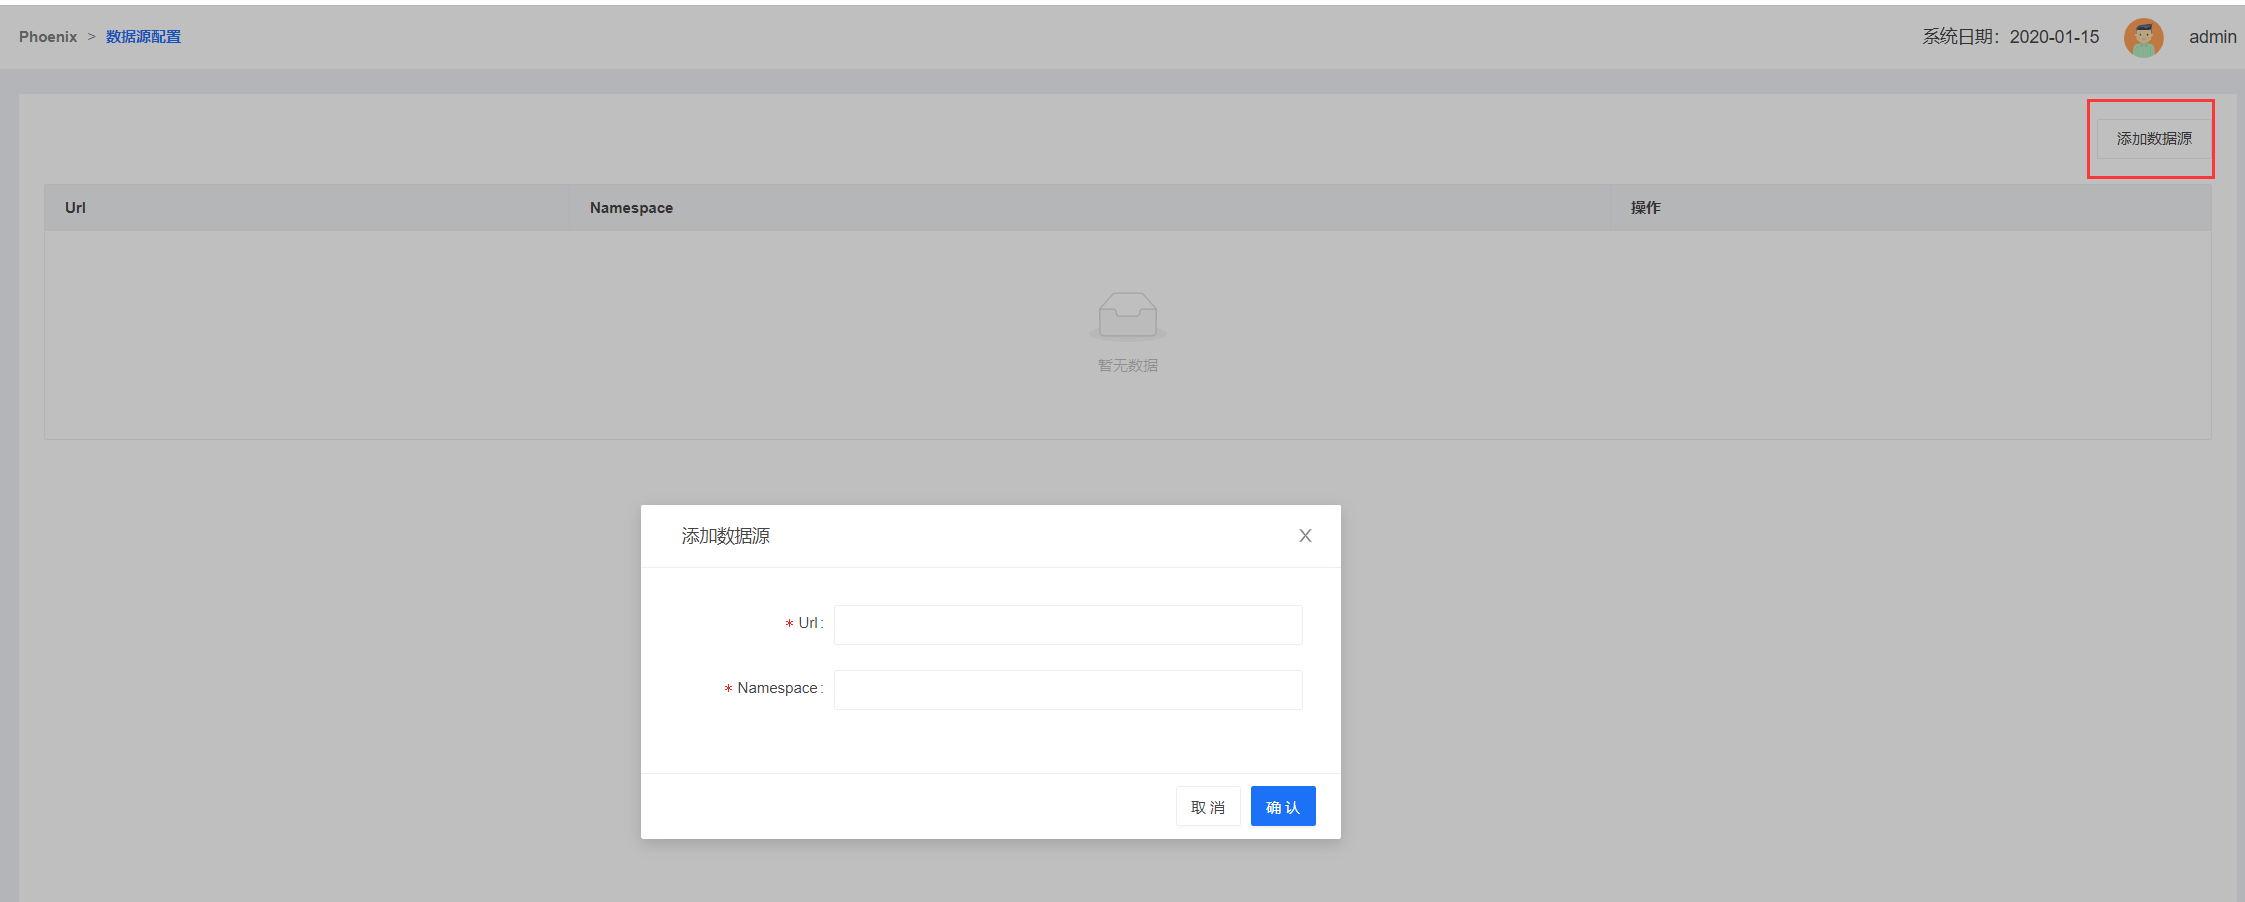 Phoenix > 数据源配置
系统日期：2020-01-15 admin
添加数据源
Url Namespace 操作
暂无数据
添加数据源 X
* Url :
* Namespace :
取 消 确 认